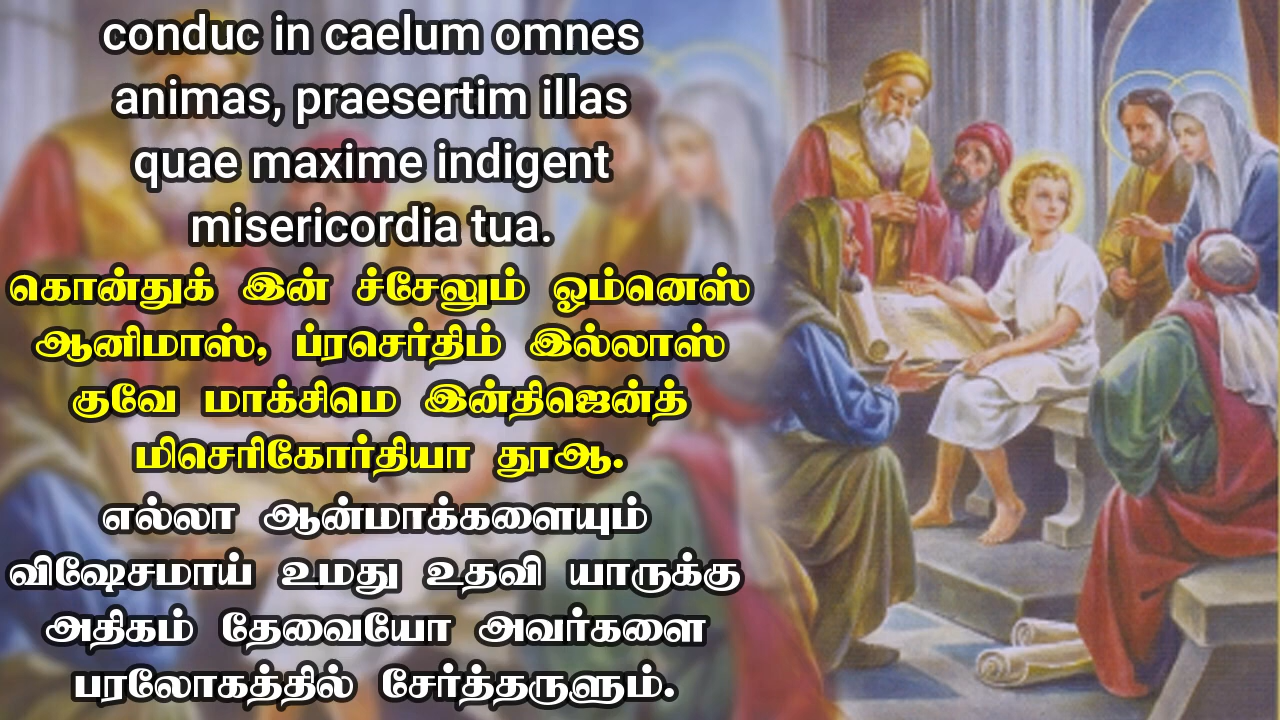 conduc in caelum omnes
animas, praesertim illas
quae maxime indigent
misericordia tua.
கொன்துக் இன் ச்சேலும் ஓம்னெஸ்
ஆனிமாஸ், ப்ரசெர்திம் இல்லாஸ்
குவே மாக்சிமெ இன்திஜென்த்
மிசெரிகோர்தியா தூஆ.
எல்லா ஆன்மாக்களையும்
விஷேசமாய் உமது உதவி யாருக்கு
அதிகம் தேவையோ அவர்களை
பரலோகத்தில் சேர்த்தருளும்.